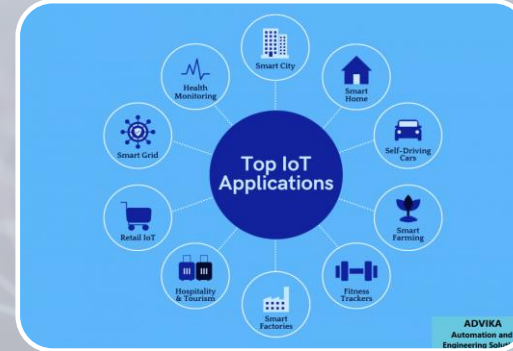 Smart City
Smart
Home
Self-Driving
Cars
Smart
Farming
Fitness
Trackers
Smart
Factories
Hospitality
& Tourism
Retail IoT
Smart Grid
Health
Monitoring
Top IoT
Applications
ADVIKA
Automation and
Engineering